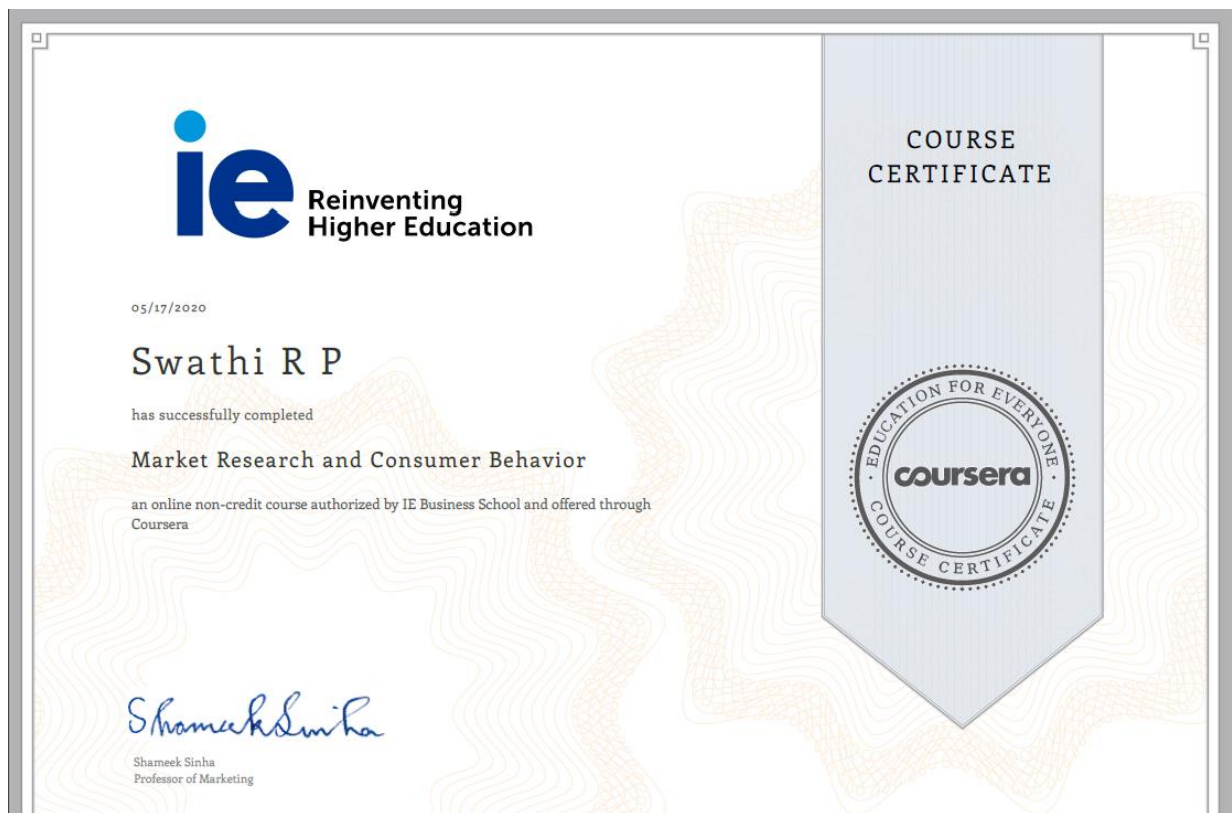 ie
Reinventing
Higher Education
05/17/2020
Swathi R P
has successfully completed
Market Research and Consumer Behavior
an online non-credit course authorized by IE Business School and offered through
Coursera
Shameek Sinha
Shameek Sinha
Professor of Marketing
COURSE
CERTIFICATE
EDUCATION FOR EVERYONE
coursera
COURSE CERTIFICATE